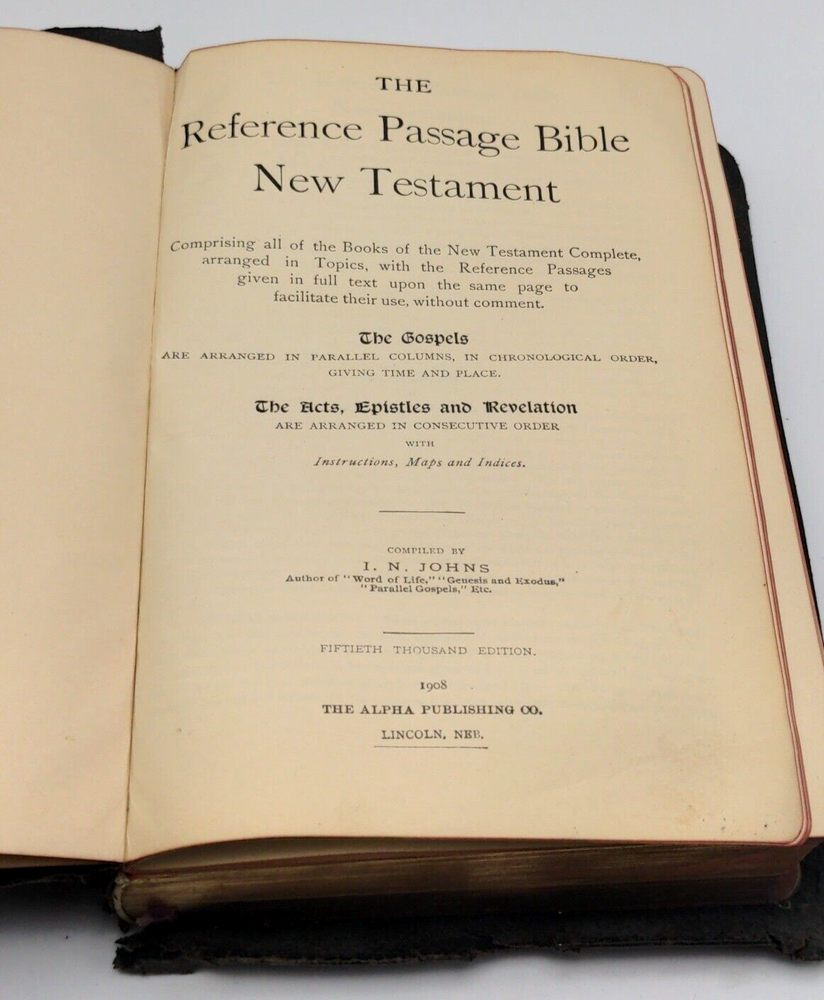 THE
Reference Passage Bible
New Testament
Comprising all of the Books of the New Testament Complete,
arranged in Topics, with the Reference Passages
given in full text upon the same page to
facilitate their use, without comment.
The Gospels
ARE ARRANGED IN PARALLEL COLUMNS, IN CHRONOLOGICAL ORDER,
GIVING TIME AND PLACE.
The Acts, Epistles and Revelation
ARE ARRANGED IN CONSECUTIVE ORDER
WITH
Instructions, Maps and Indices.
COMPILED BY
I. N. JOHNS
Author of "Word of Life," "Genesis and Exodus,"
"Parallel Gospels," Etc.
FIFTIETH THOUSAND EDITION.
1908
THE ALPHA PUBLISHING CO.
LINCOLN, NEB.